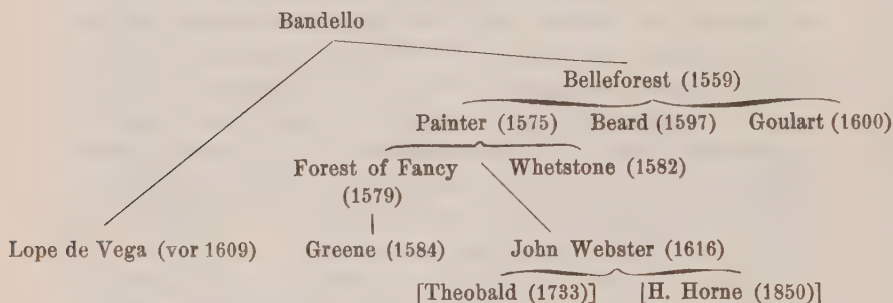 Bandello
Belleforest (1559)
Painter (1575) Beard (1597) Goulart (1600)
Forest of Fancy Whetstone (1582)
(1579)
Lope de Vega (vor 1609) Greene (1584) John Webster (1616)
[Theobald (1733)] [H. Horne (1850)]